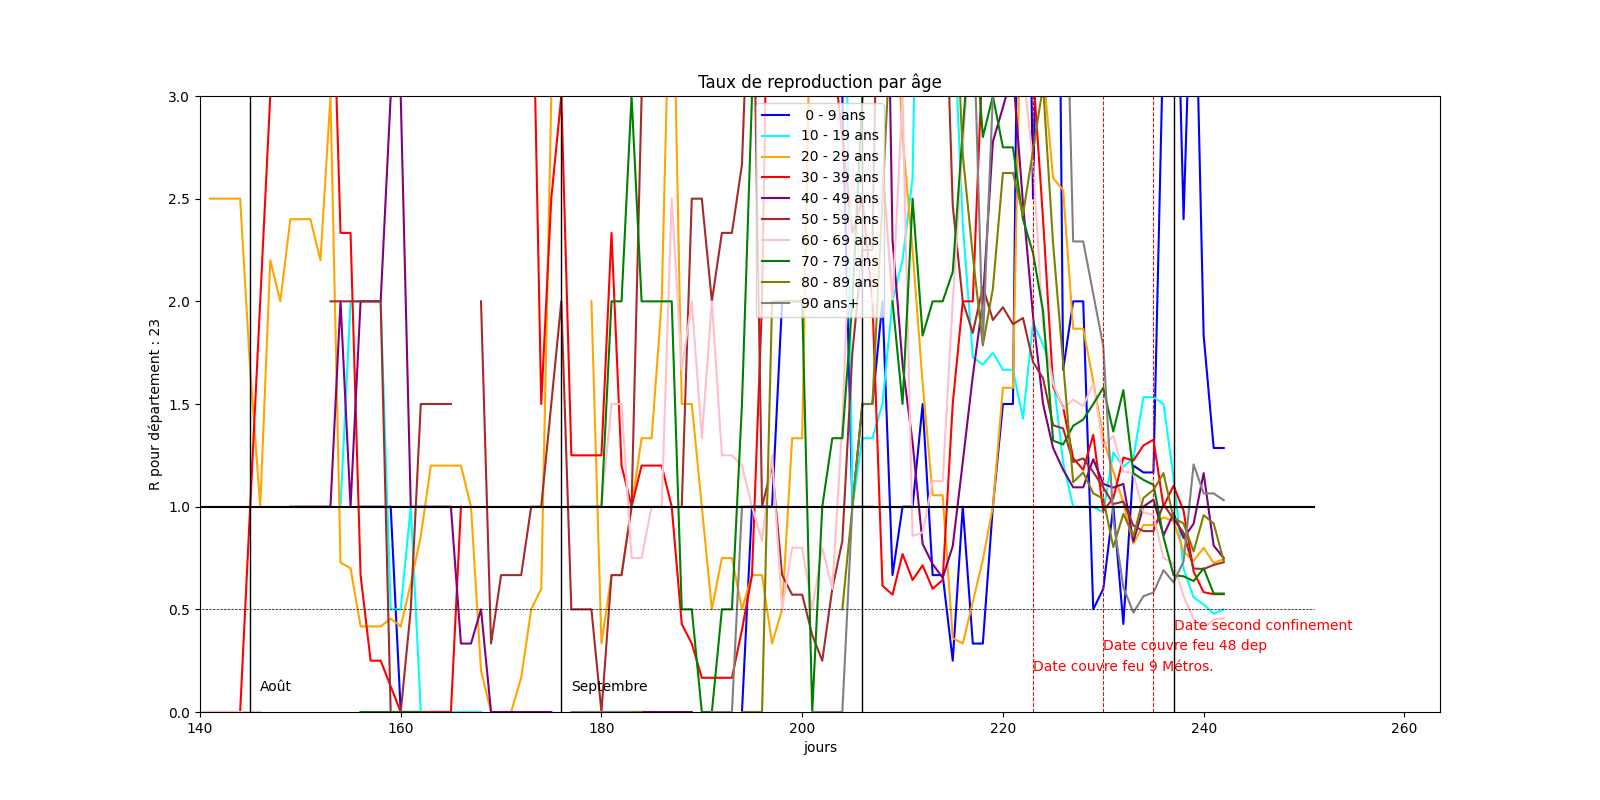 Taux de reproduction par âge
3.0
2.5
2.0
1.5
1.0
0.5
0.0
R pour département : 23
0 - 9 ans
10 - 19 ans
20 - 29 ans
30 - 39 ans
40 - 49 ans
50 - 59 ans
60 - 69 ans
70 - 79 ans
80 - 89 ans
90 ans+
Date second confinement
Date couvre feu 48 dep
Date couvre feu 9 Métros.
Août
Septembre
140 160 180 200 220 240 260
jours